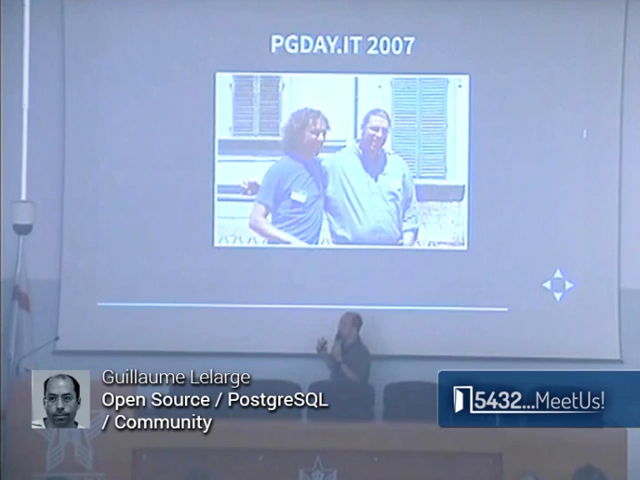 PGDAY.IT 2007
Guillaume Lelarge
Open Source / PostgreSQL
/ Community
5432...MeetUs!